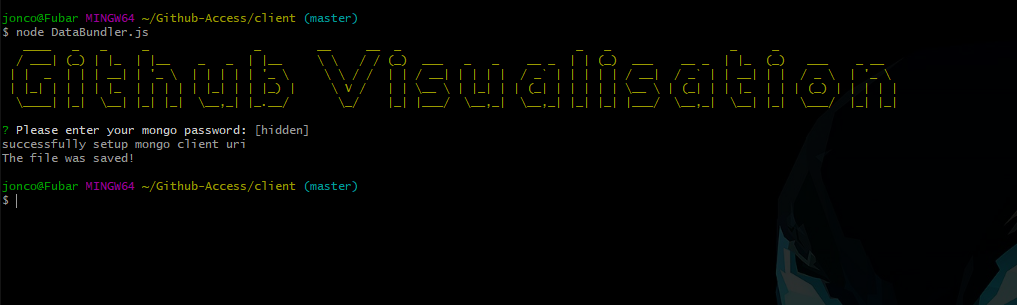 jonco@Fubar MINGW64 ~/Github-Access/client (master)
$ node DataBundler.js
Github Visualisation
? Please enter your mongo password: [hidden]
successfully setup mongo client uri
The file was saved!
jonco@Fubar MINGW64 ~/Github-Access/client (master)
$